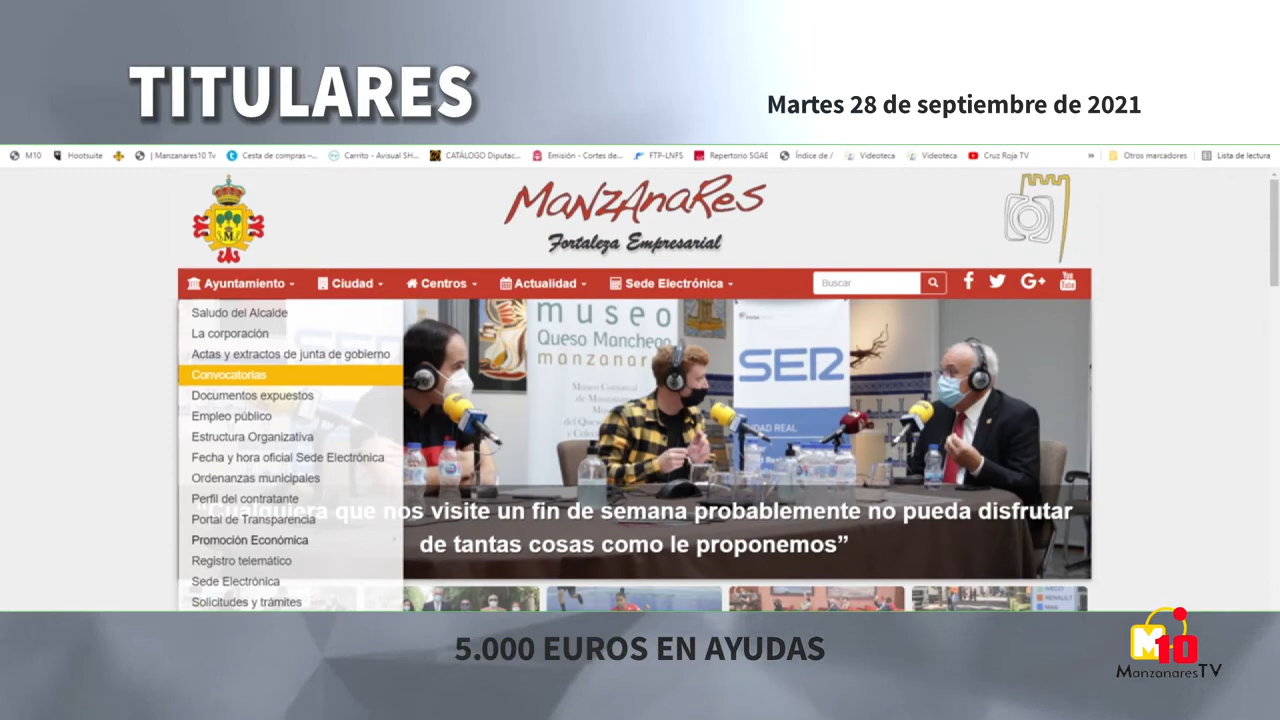 TITULARES
Martes 28 de septiembre de 2021
M10
Hootsuite
| Manzanares10 Tv
Cesta de compras –...
Carrito - Avisual SH...
CATÁLOGO Diputac...
Emisión - Cortes de...
FTP-LNFS
Repertorio SGAE
Índice de /
Videoteca
Videoteca
Cruz Roja TV
»
Otros marcadores
Lista de lectura
MANZANARES
Fortaleza Empresarial
Ayuntamiento
Ciudad
Centros
Actualidad
Sede Electrónica
Buscar
You
Tube
Saludo del Alcalde
La corporación
Actas y extractos de junta de gobierno
Convocatorias
Documentos expuestos
Empleo público
Estructura Organizativa
Fecha y hora oficial Sede Electrónica
Ordenanzas municipales
Perfil del contratante
Portal de Transparencia
Promoción Económica
Registro telemático
Sede Electrónica
Solicitudes y trámites
museo
Queso Manchego
manzanar
SER
DAD REAL
“Cualquiera que nos visite un fin de semana probablemente no pueda disfrutar
de tantas cosas como le proponemos”
5.000 EUROS EN AYUDAS
M10
ManzanaresTV